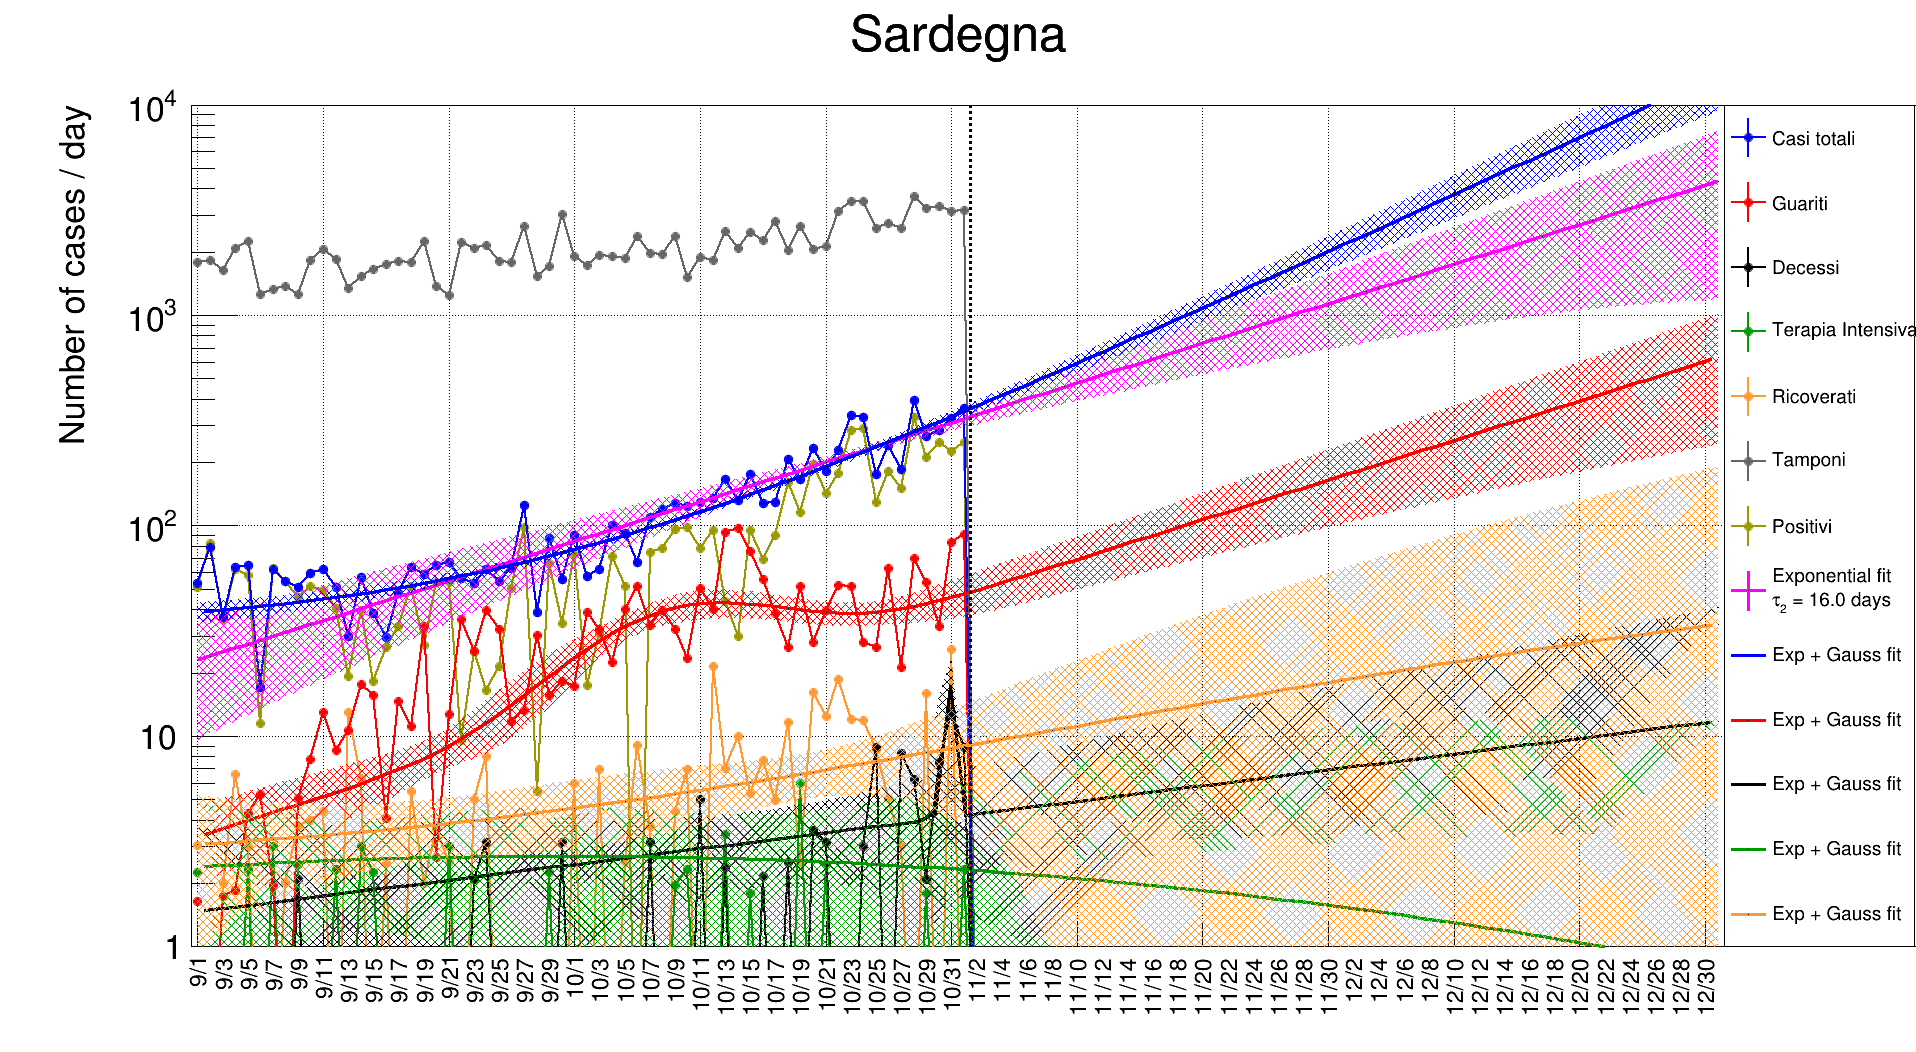 Sardegna
Number of cases / day
10^4
10^3
10^2
10
1
9/1 9/3 9/5 9/7 9/9 9/11 9/13 9/15 9/17 9/19 9/21 9/23 9/25 9/27 9/29 10/1 10/3 10/5 10/7 10/9 10/11 10/13 10/15 10/17 10/19 10/21 10/23 10/25 10/27 10/29 10/31 11/2 11/4 11/6 11/8 11/10 11/12 11/14 11/16 11/18 11/20 11/22 11/24 11/26 11/28 11/30 12/2 12/4 12/6 12/8 12/10 12/12 12/14 12/16 12/18 12/20 12/22 12/24 12/26 12/28 12/30
Casi totali
Guariti
Decessi
Terapia Intensiva
Ricoverati
Tamponi
Positivi
Exponential fit
τ2 = 16.0 days
Exp + Gauss fit
Exp + Gauss fit
Exp + Gauss fit
Exp + Gauss fit
Exp + Gauss fit